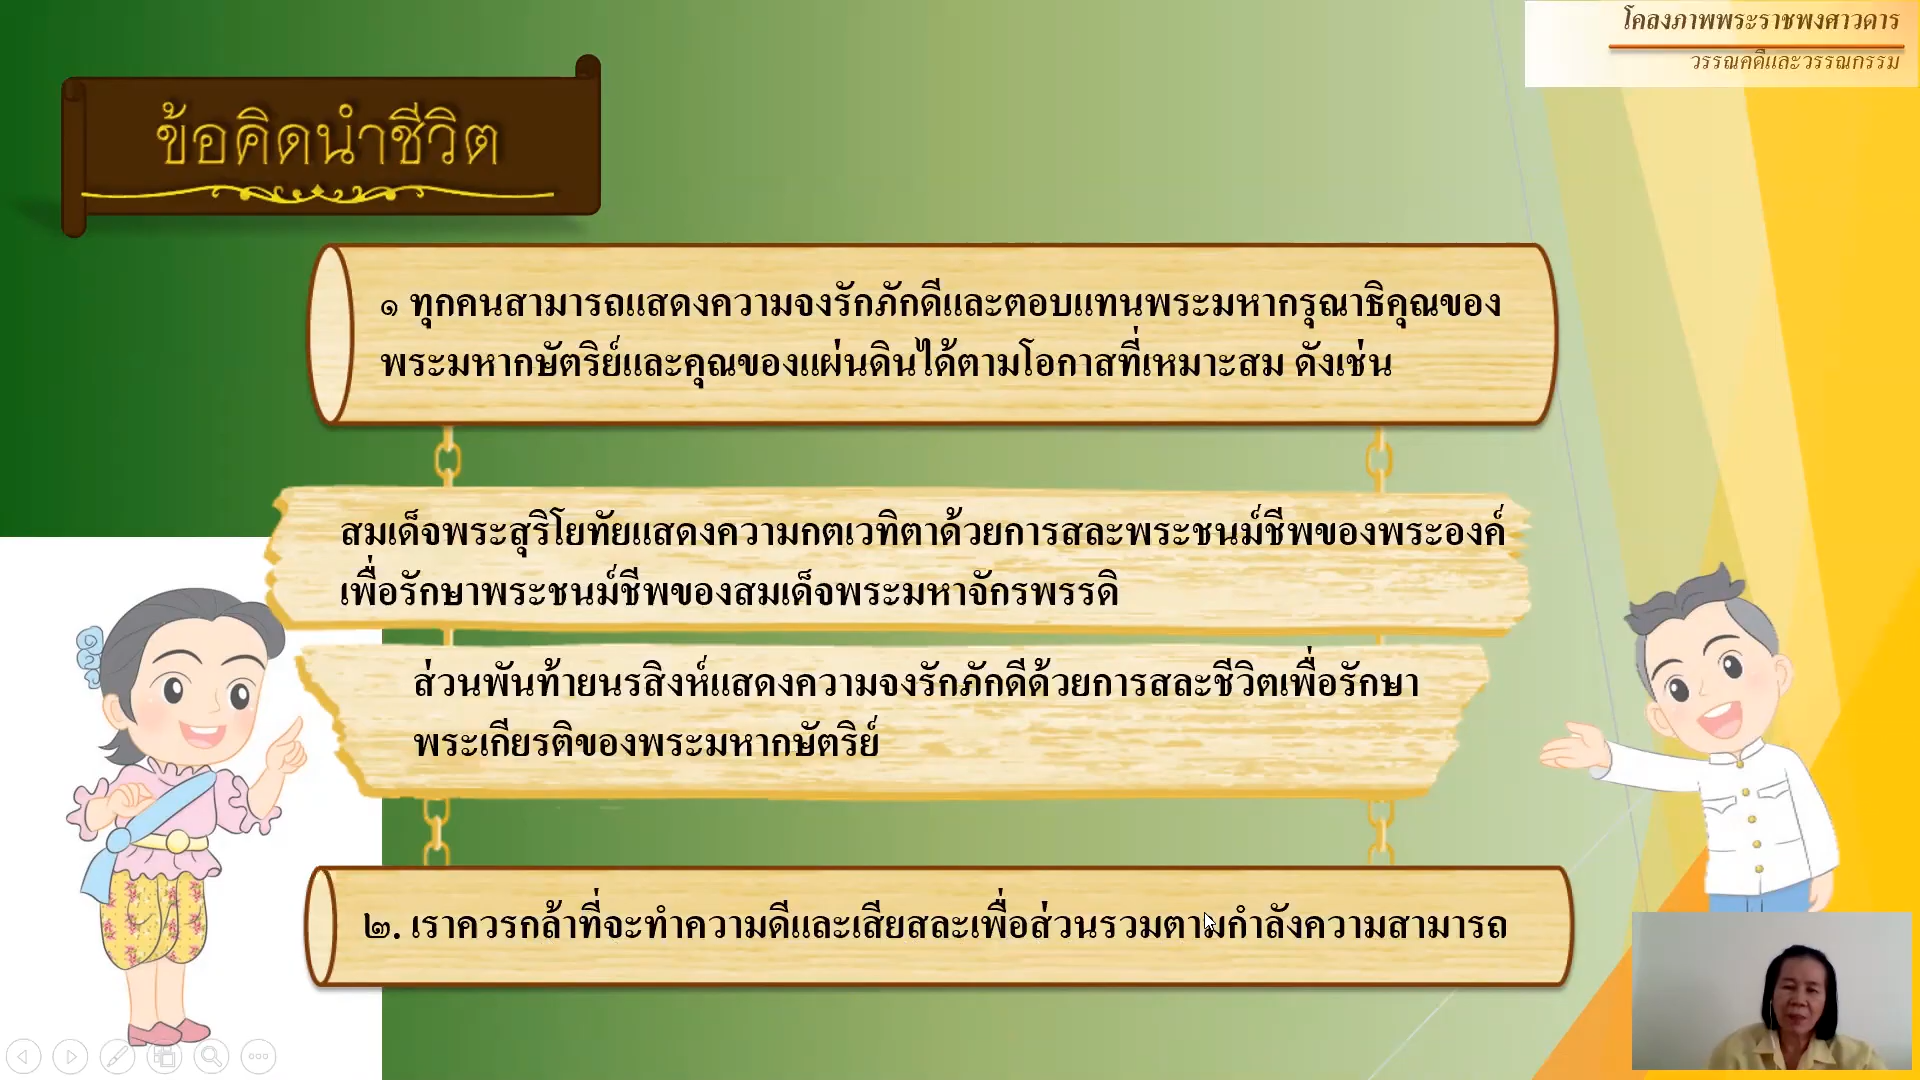 โคลงภาพพระราชพงศาวดาร
วรรณคดีและวรรณกรรม
ข้อคิดนำชีวิต
๑ ทุกคนสามารถแสดงความจงรักภักดีและตอบแทนพระมหากรุณาธิคุณของ
พระมหากษัตริย์และคุณของแผ่นดินได้ตามโอกาสที่เหมาะสม ดังเช่น
สมเด็จพระสุริโยทัยแสดงความกตเวทิตาด้วยการสละพระชนม์ชีพของพระองค์
เพื่อรักษาพระชนม์ชีพของสมเด็จพระมหาจักรพรรดิ
ส่วนพันท้ายนรสิงห์แสดงความจงรักภักดีด้วยการสละชีวิตเพื่อรักษา
พระเกียรติของพระมหากษัตริย์
๒. เราควรกล้าที่จะทำความดีและเสียสละเพื่อส่วนรวมตามกำลังความสามารถ